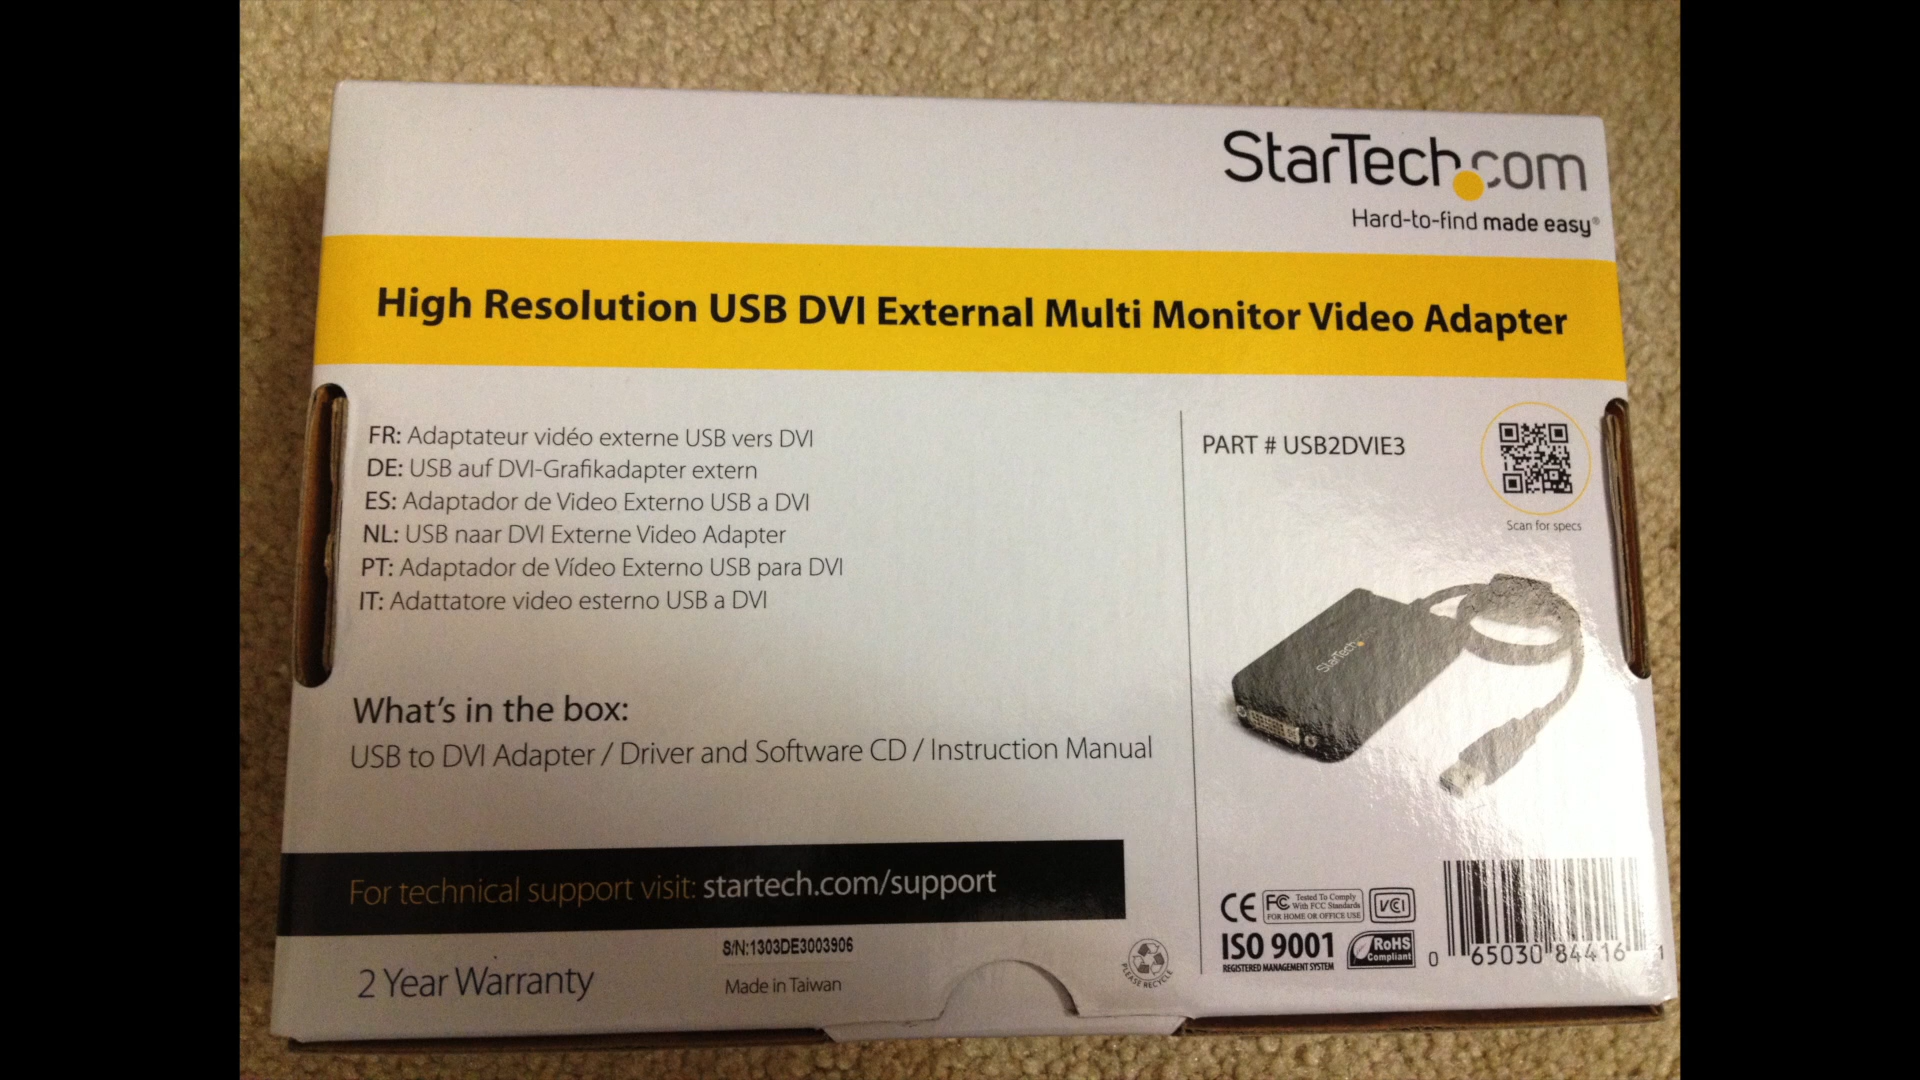 StarTech.com
Hard-to-find made easy®
High Resolution USB DVI External Multi Monitor Video Adapter
FR: Adaptateur vidéo externe USB vers DVI
DE: USB auf DVI-Grafikadapter extern
ES: Adaptador de Video Externo USB a DVI
NL: USB naar DVI Externe Video Adapter
PT: Adaptador de Vídeo Externo USB para DVI
IT: Adattatore video esterno USB a DVI
What's in the box:
USB to DVI Adapter / Driver and Software CD / Instruction Manual
For technical support visit: startech.com/support
2 Year Warranty
S/N:1303DE3003906
Made in Taiwan
PLEASE RECYCLE
PART # USB2DVIE3
Scan for specs
StarTech
CE
FC Tested To Comply
With FCC Standards
FOR HOME OR OFFICE USE
VCI
ISO 9001
REGISTERED MANAGEMENT SYSTEM
RoHS
Compliant
0 65030 84416 1